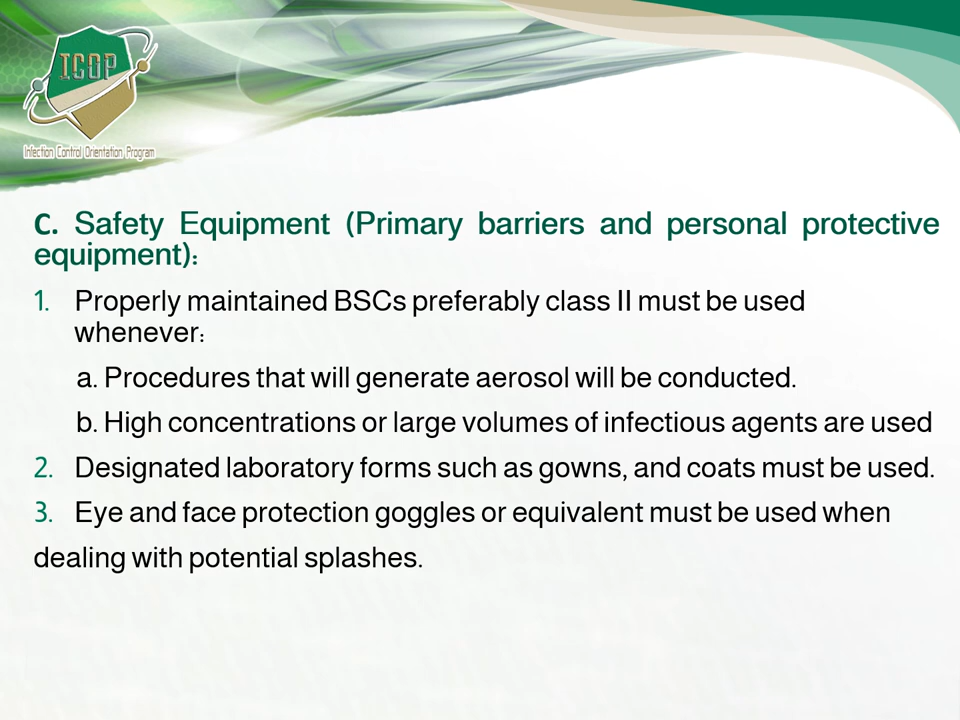 ICOP
Infection Control Orientation Program
C. Safety Equipment (Primary barriers and personal protective
equipment):
1. Properly maintained BSCs preferably class II must be used
whenever:
a. Procedures that will generate aerosol will be conducted.
b. High concentrations or large volumes of infectious agents are used
2. Designated laboratory forms such as gowns, and coats must be used.
3. Eye and face protection goggles or equivalent must be used when
dealing with potential splashes.